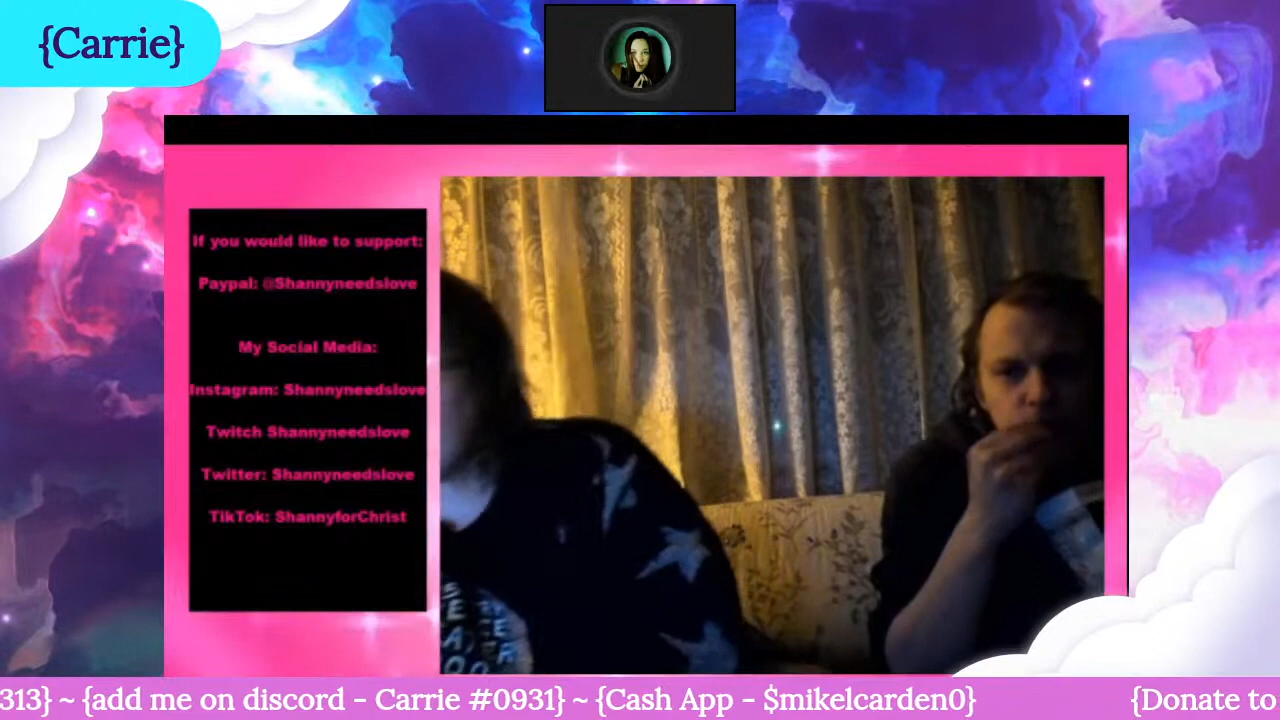 {Carrie}
If you would like to support:
Paypal: @Shannyneedslove
My Social Media:
Instagram: Shannyneedslove
Twitch Shannyneedslove
Twitter: Shannyneedslove
TikTok: ShannyforChrist
313} ~ {add me on discord - Carrie #0931} ~ {Cash App - $mikelcarden0} {Donate to